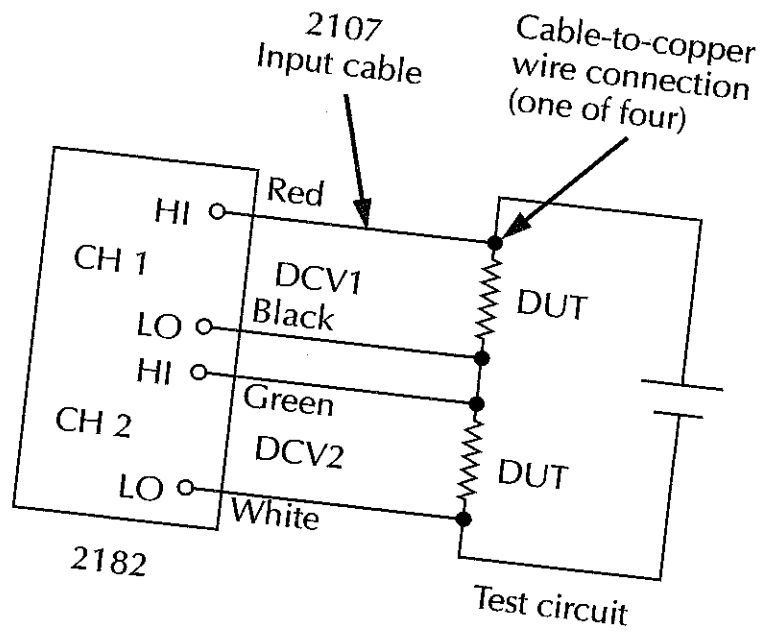 2107
Input cable
Cable-to-copper
wire connection
(one of four)
HI
Red
CH 1
DCV1
DUT
LO
Black
HI
Green
CH 2
DCV2
DUT
LO
White
2182
Test circuit